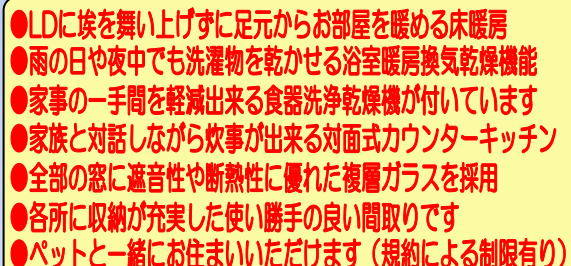 ●LDに埃を舞い上げずに足元からお部屋を暖める床暖房
●雨の日や夜中でも洗濯物を乾かせる浴室暖房換気乾燥機能
●家事の一手間を軽減出来る食器洗浄乾燥機が付いています
●家族と対話しながら炊事が出来る対面式カウンターキッチン
●全部の窓に遮音性や断熱性に優れた複層ガラスを採用
●各所に収納が充実した使い勝手の良い間取りです
●ペットと一緒にお住まいいただけます（規約による制限有り）